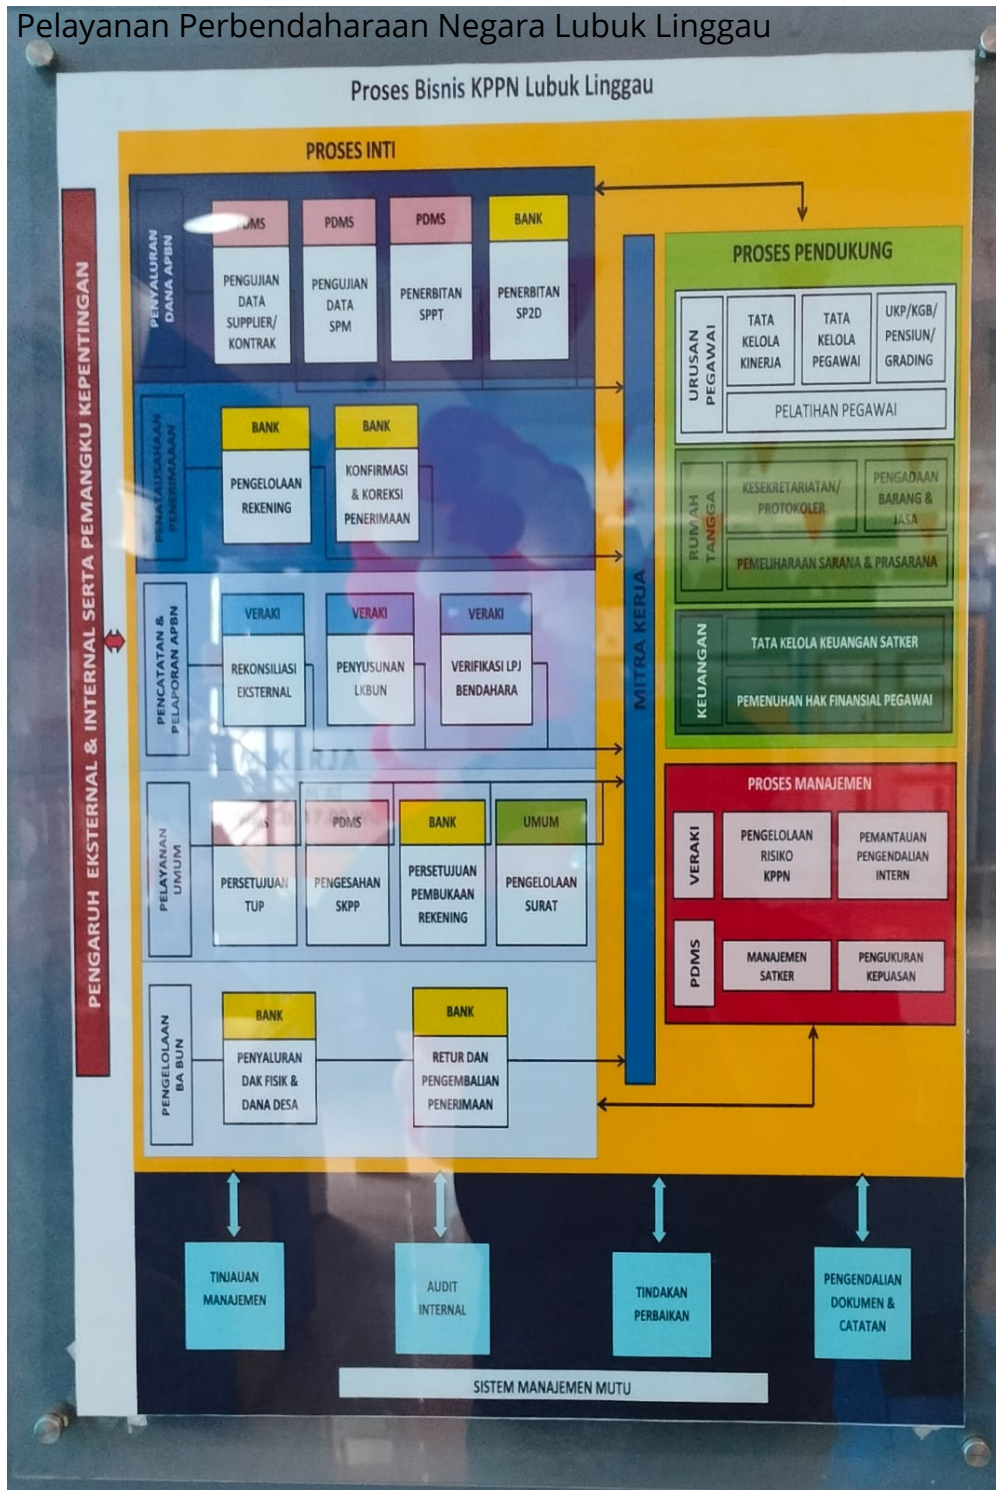 Pelayanan Perbendaharaan Negara Lubuk Linggau
Proses Bisnis KPPN Lubuk Linggau
PENGARUH EKSTERNAL & INTERNAL SERTA PEMANGKU KEPENTINGAN
PROSES INTI
PENYALURAN
DANA APBN
PDMS
PENGUJIAN
DATA
SUPPLIER/
KONTRAK
PDMS
PENGUJIAN
DATA
SPM
PDMS
PENERBITAN
SPPT
BANK
PENERBITAN
SP2D
PENATAUSAHAAN
PENERIMAAAN
BANK
PENGELOLAAN
REKENING
BANK
KONFIRMASI
& KOREKSI
PENERIMAAN
PENCATATAN &
PELAPORAN APBN
VERAKI
REKONSILIASI
EKSTERNAL
VERAKI
PENYUSUNAN
LKBUN
VERAKI
VERIFIKASI LPJ
BENDAHARA
PELAYANAN
UMUM
PERSETUJUAN
TUP
PDMS
PENGESAHAN
SKPP
BANK
PERSETUJUAN
PEMBUKAAN
REKENING
UMUM
PENGELOLAAN
SURAT
PENGELOLAAN
BA BUN
BANK
PENYALURAN
DAK FISIK &
DANA DESA
BANK
RETUR DAN
PENGEMBALIAN
PENERIMAAN
MITRA KERJA
PROSES PENDUKUNG
URUSAN
PEGAWAI
TATA
KELOLA
KINERJA
TATA
KELOLA
PEGAWAI
UKP/KGB/
PENSIUN/
GRADING
PELATIHAN PEGAWAI
RUMAH
TANGGA
KESEKRETARIATAN/
PROTOKOLER
PENGADAAN
BARANG &
JASA
PEMELIHARAAN SARANA & PRASARANA
KEUANGAN
TATA KELOLA KEUANGAN SATKER
PEMENUHAN HAK FINANSIAL PEGAWAI
PROSES MANAJEMEN
VERAKI
PENGELOLAAN
RISIKO
KPPN
PEMANTAUAN
PENGENDALIAN
INTERN
PDMS
MANAJEMEN
SATKER
PENGUKURAN
KEPUASAN
TINJAUAN
MANAJEMEN
AUDIT
INTERNAL
TINDAKAN
PERBAIKAN
PENGENDALIAN
DOKUMEN &
CATATAN
SISTEM MANAJEMEN MUTU